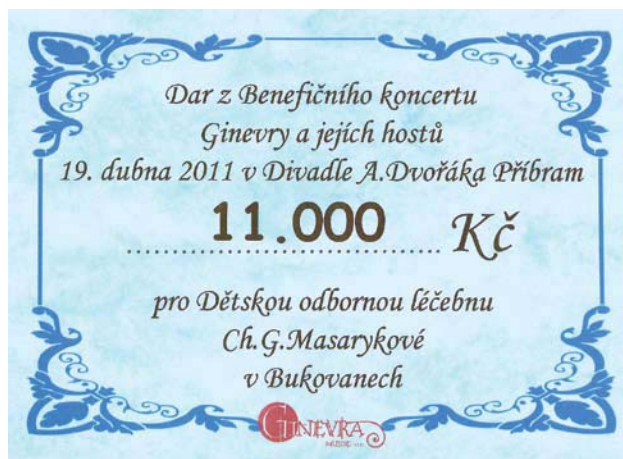 Dar z Benefičního koncertu
Ginevry a jejích hostů
19. dubna 2011 v Divadle A.Dvořáka Příbram
11.000 Kč
pro Dětskou odbornou léčebnu
Ch.G.Masarykové
v Bukovanech
GINEVRA
MUSIC